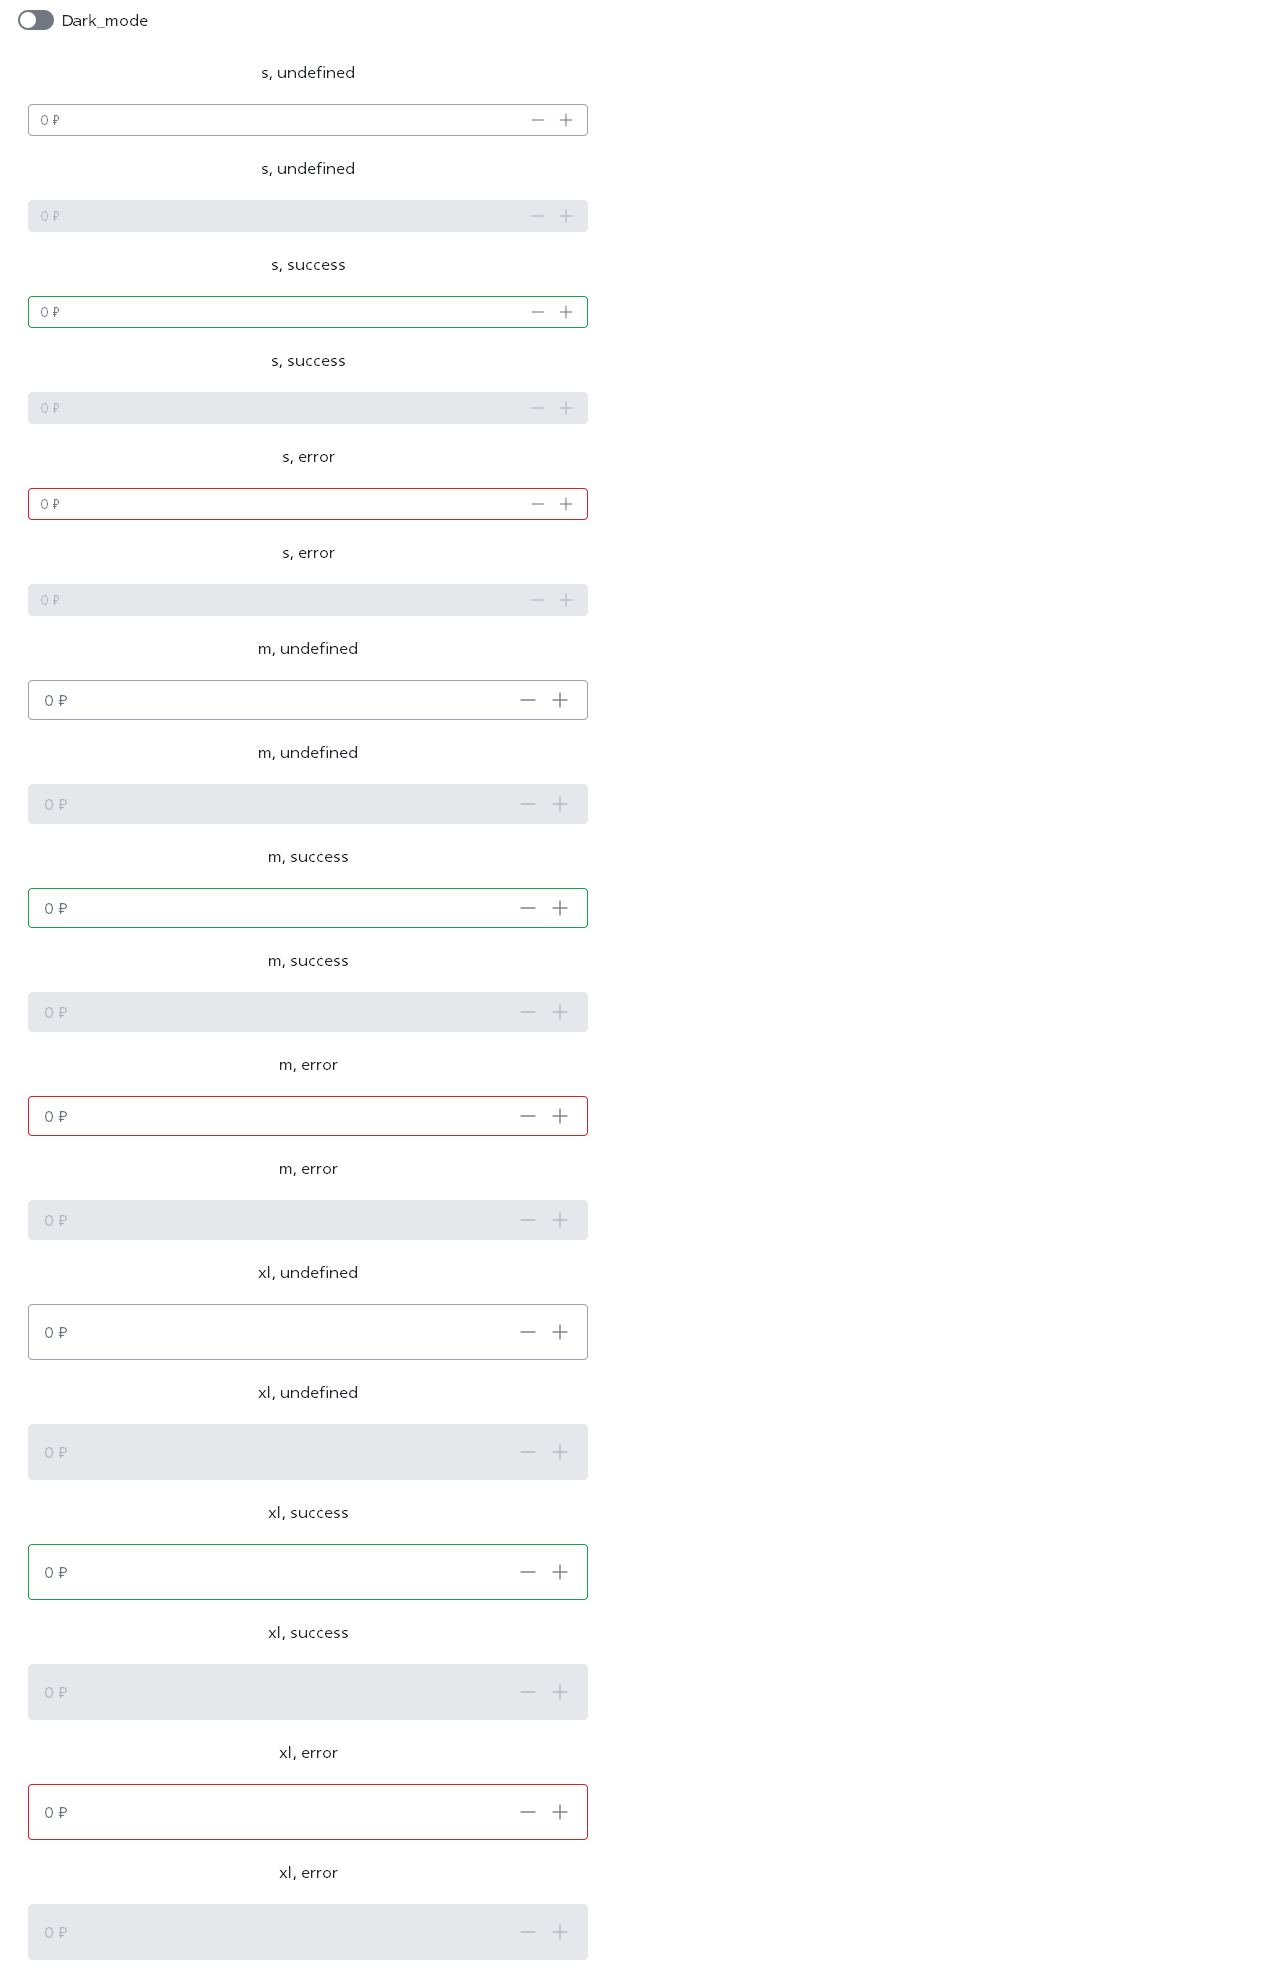 Dark_mode
s, undefined
0 ₽
s, undefined
0 ₽
s, success
0 ₽
s, success
0 ₽
s, error
0 ₽
s, error
0 ₽
m, undefined
0 ₽
m, undefined
0 ₽
m, success
0 ₽
m, success
0 ₽
m, error
0 ₽
m, error
0 ₽
xl, undefined
0 ₽
xl, undefined
0 ₽
xl, success
0 ₽
xl, success
0 ₽
xl, error
0 ₽
xl, error
0 ₽